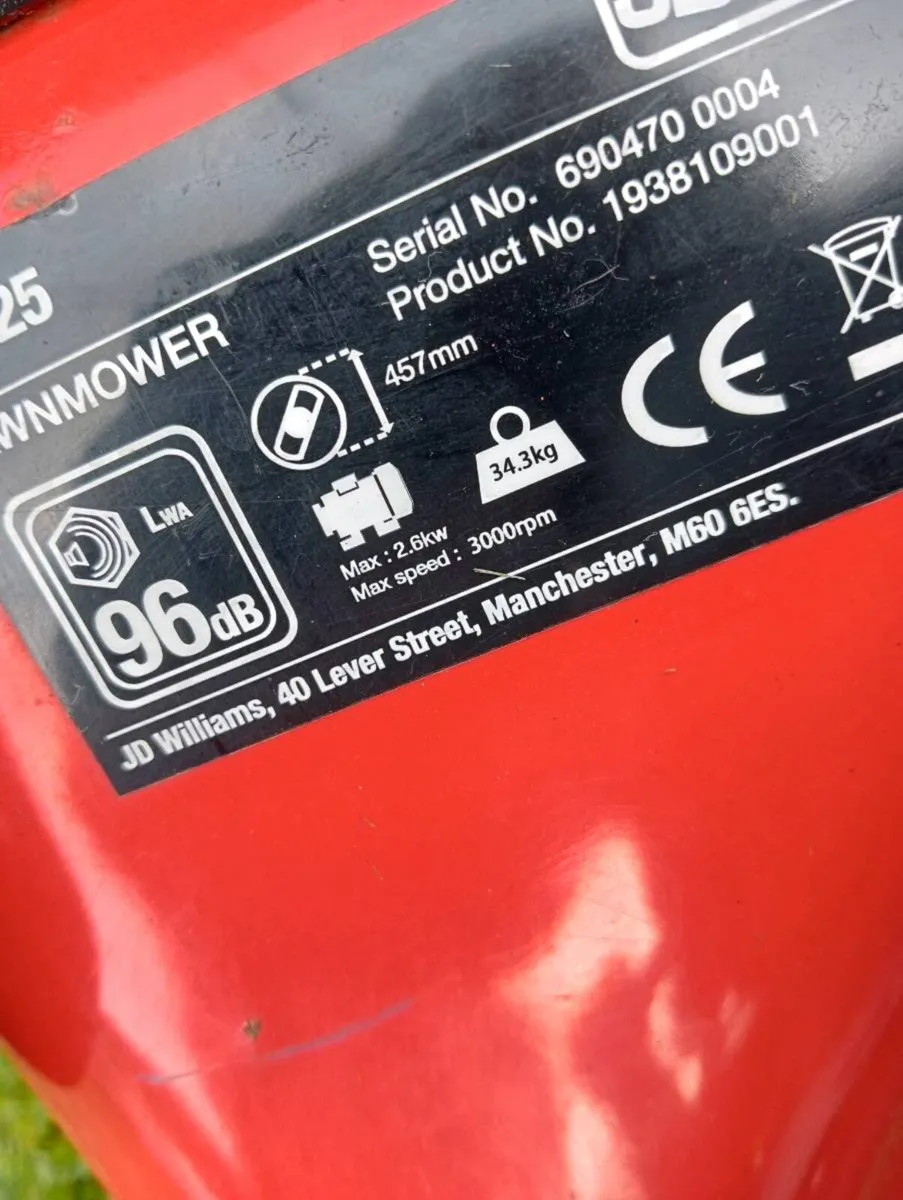 Serial No. 690470 0004
Product No. 1938109001
25
WNMOWER
457mm
34.3kg
CE
LWA
96dB
Max : 2.6kw
Max speed : 3000rpm
JD Williams, 40 Lever Street, Manchester, M60 6ES.